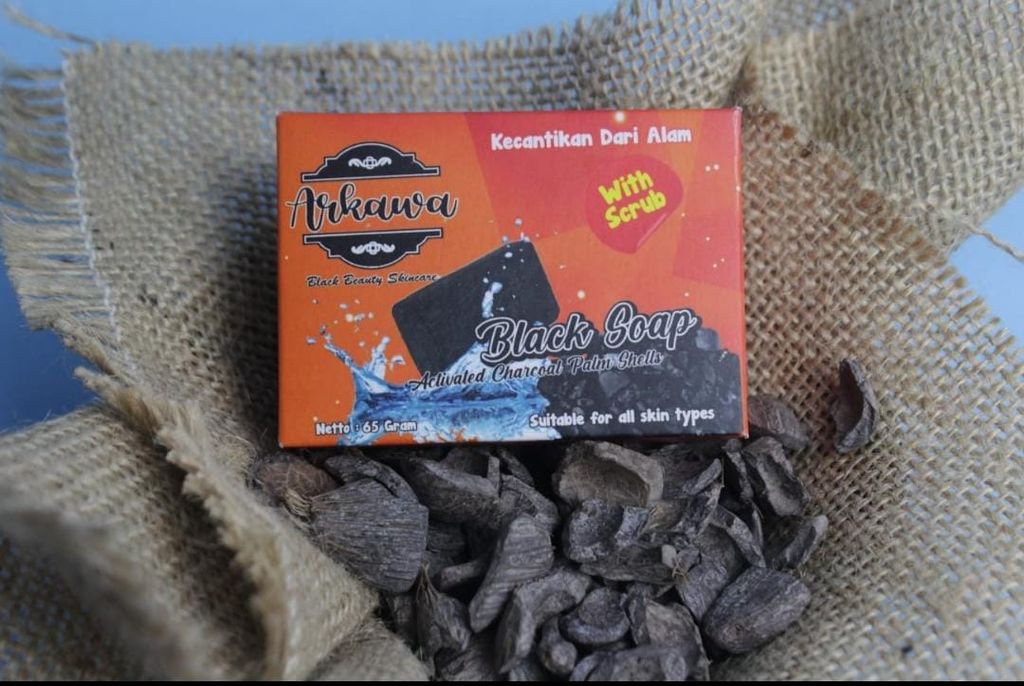 Kecantikan Dari Alam
With
Scrub
Arkawa
Black Beauty Skincare
Black Soap
Activated Charcoal Palm Shells
Netto : 65 Gram
Suitable for all skin types